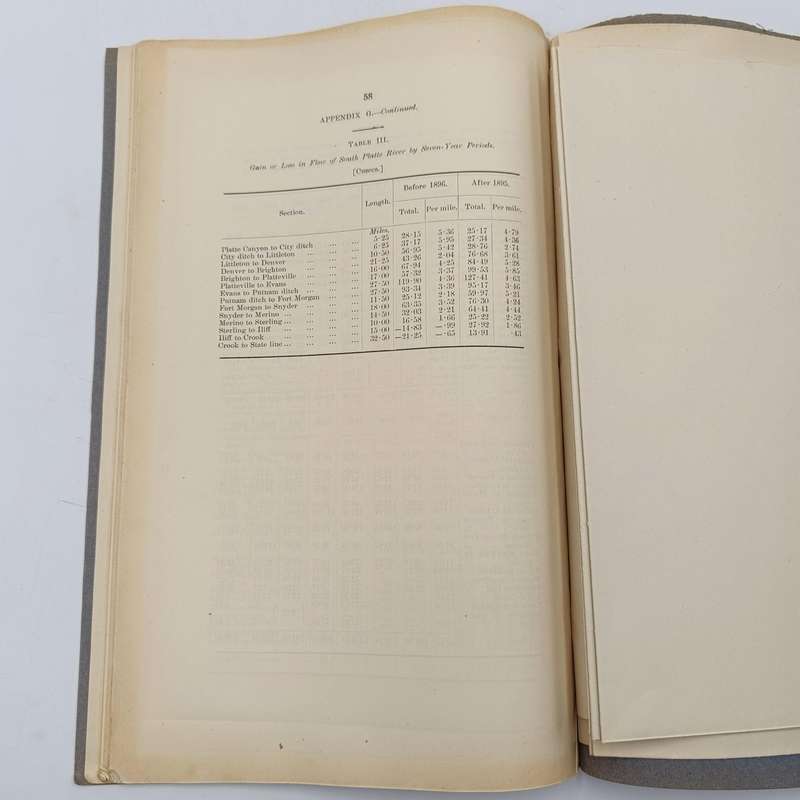 58
APPENDIX G.—Continued.
TABLE III.
Gain or Loss in Flow of South Platte River by Seven-Year Periods.
[CUSECS.]
Section. Length. Before 1896. After 1895.
Total. Per mile. Total. Per mile.
Miles.
Platte Canyon to City ditch ... ... 5·25 28·15 5·36 25·17 4·79
City ditch to Littleton ... ... ... 6·25 37·17 5·95 27·34 4·36
Littleton to Denver ... ... ... 10·50 56·95 5·42 28·76 2·74
Denver to Brighton ... ... ... 21·25 43·26 2·04 76·68 3·61
Brighton to Platteville ... ... ... 16·00 67·94 4·25 84·49 5·28
Platteville to Evans ... ... ... 17·00 57·32 3·37 99·53 5·85
Evans to Putnam ditch ... ... ... 27·50 119·90 4·36 127·41 4·63
Putnam ditch to Fort Morgan ... ... 27·50 93·34 3·39 95·17 3·46
Fort Morgan to Snyder ... ... ... 11·50 25·12 2·18 59·97 5·21
Snyder to Merino ... ... ... ... 18·00 63·35 3·52 76·30 4·24
Merino to Sterling ... ... ... ... 14·50 32·03 2·21 64·41 4·44
Sterling to Iliff ... ... ... ... 10·00 16·58 1·66 25·22 2·52
Iliff to Crook ... ... ... ... 15·00 —14·83 —·99 27·92 1·86
Crook to State line ... ... ... ... 32·50 —21·25 —·65 13·91 ·43